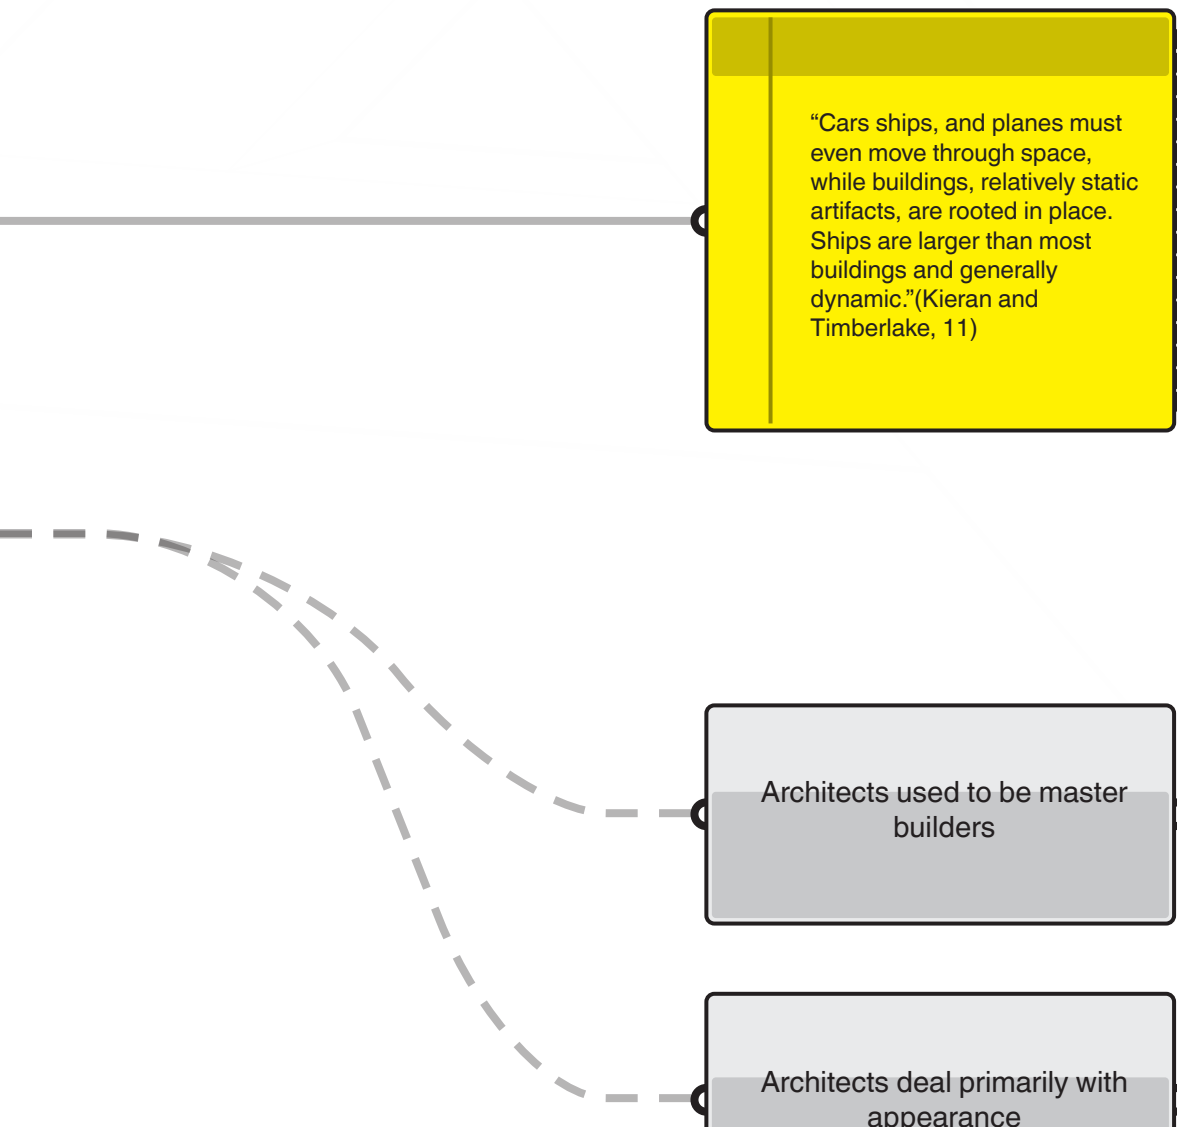 “Cars ships, and planes must
even move through space,
while buildings, relatively static
artifacts, are rooted in place.
Ships are larger than most
buildings and generally
dynamic.”(Kieran and
Timberlake, 11)
Architects used to be master
builders
Architects deal primarily with
appearance